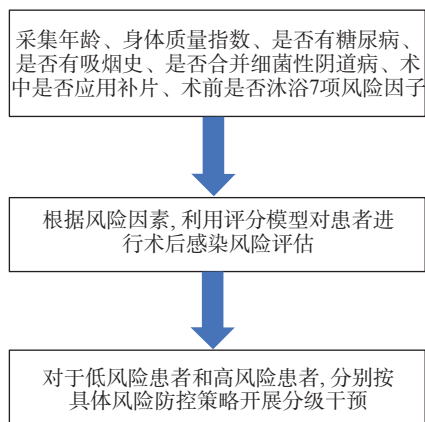 采集年龄、身体质量指数、是否有糖尿病、
是否有吸烟史、是否合并细菌性阴道病、术
中是否应用补片、术前是否沐浴7项风险因子
根据风险因素, 利用评分模型对患者进
行术后感染风险评估
对于低风险患者和高风险患者, 分别按
具体风险防控策略开展分级干预